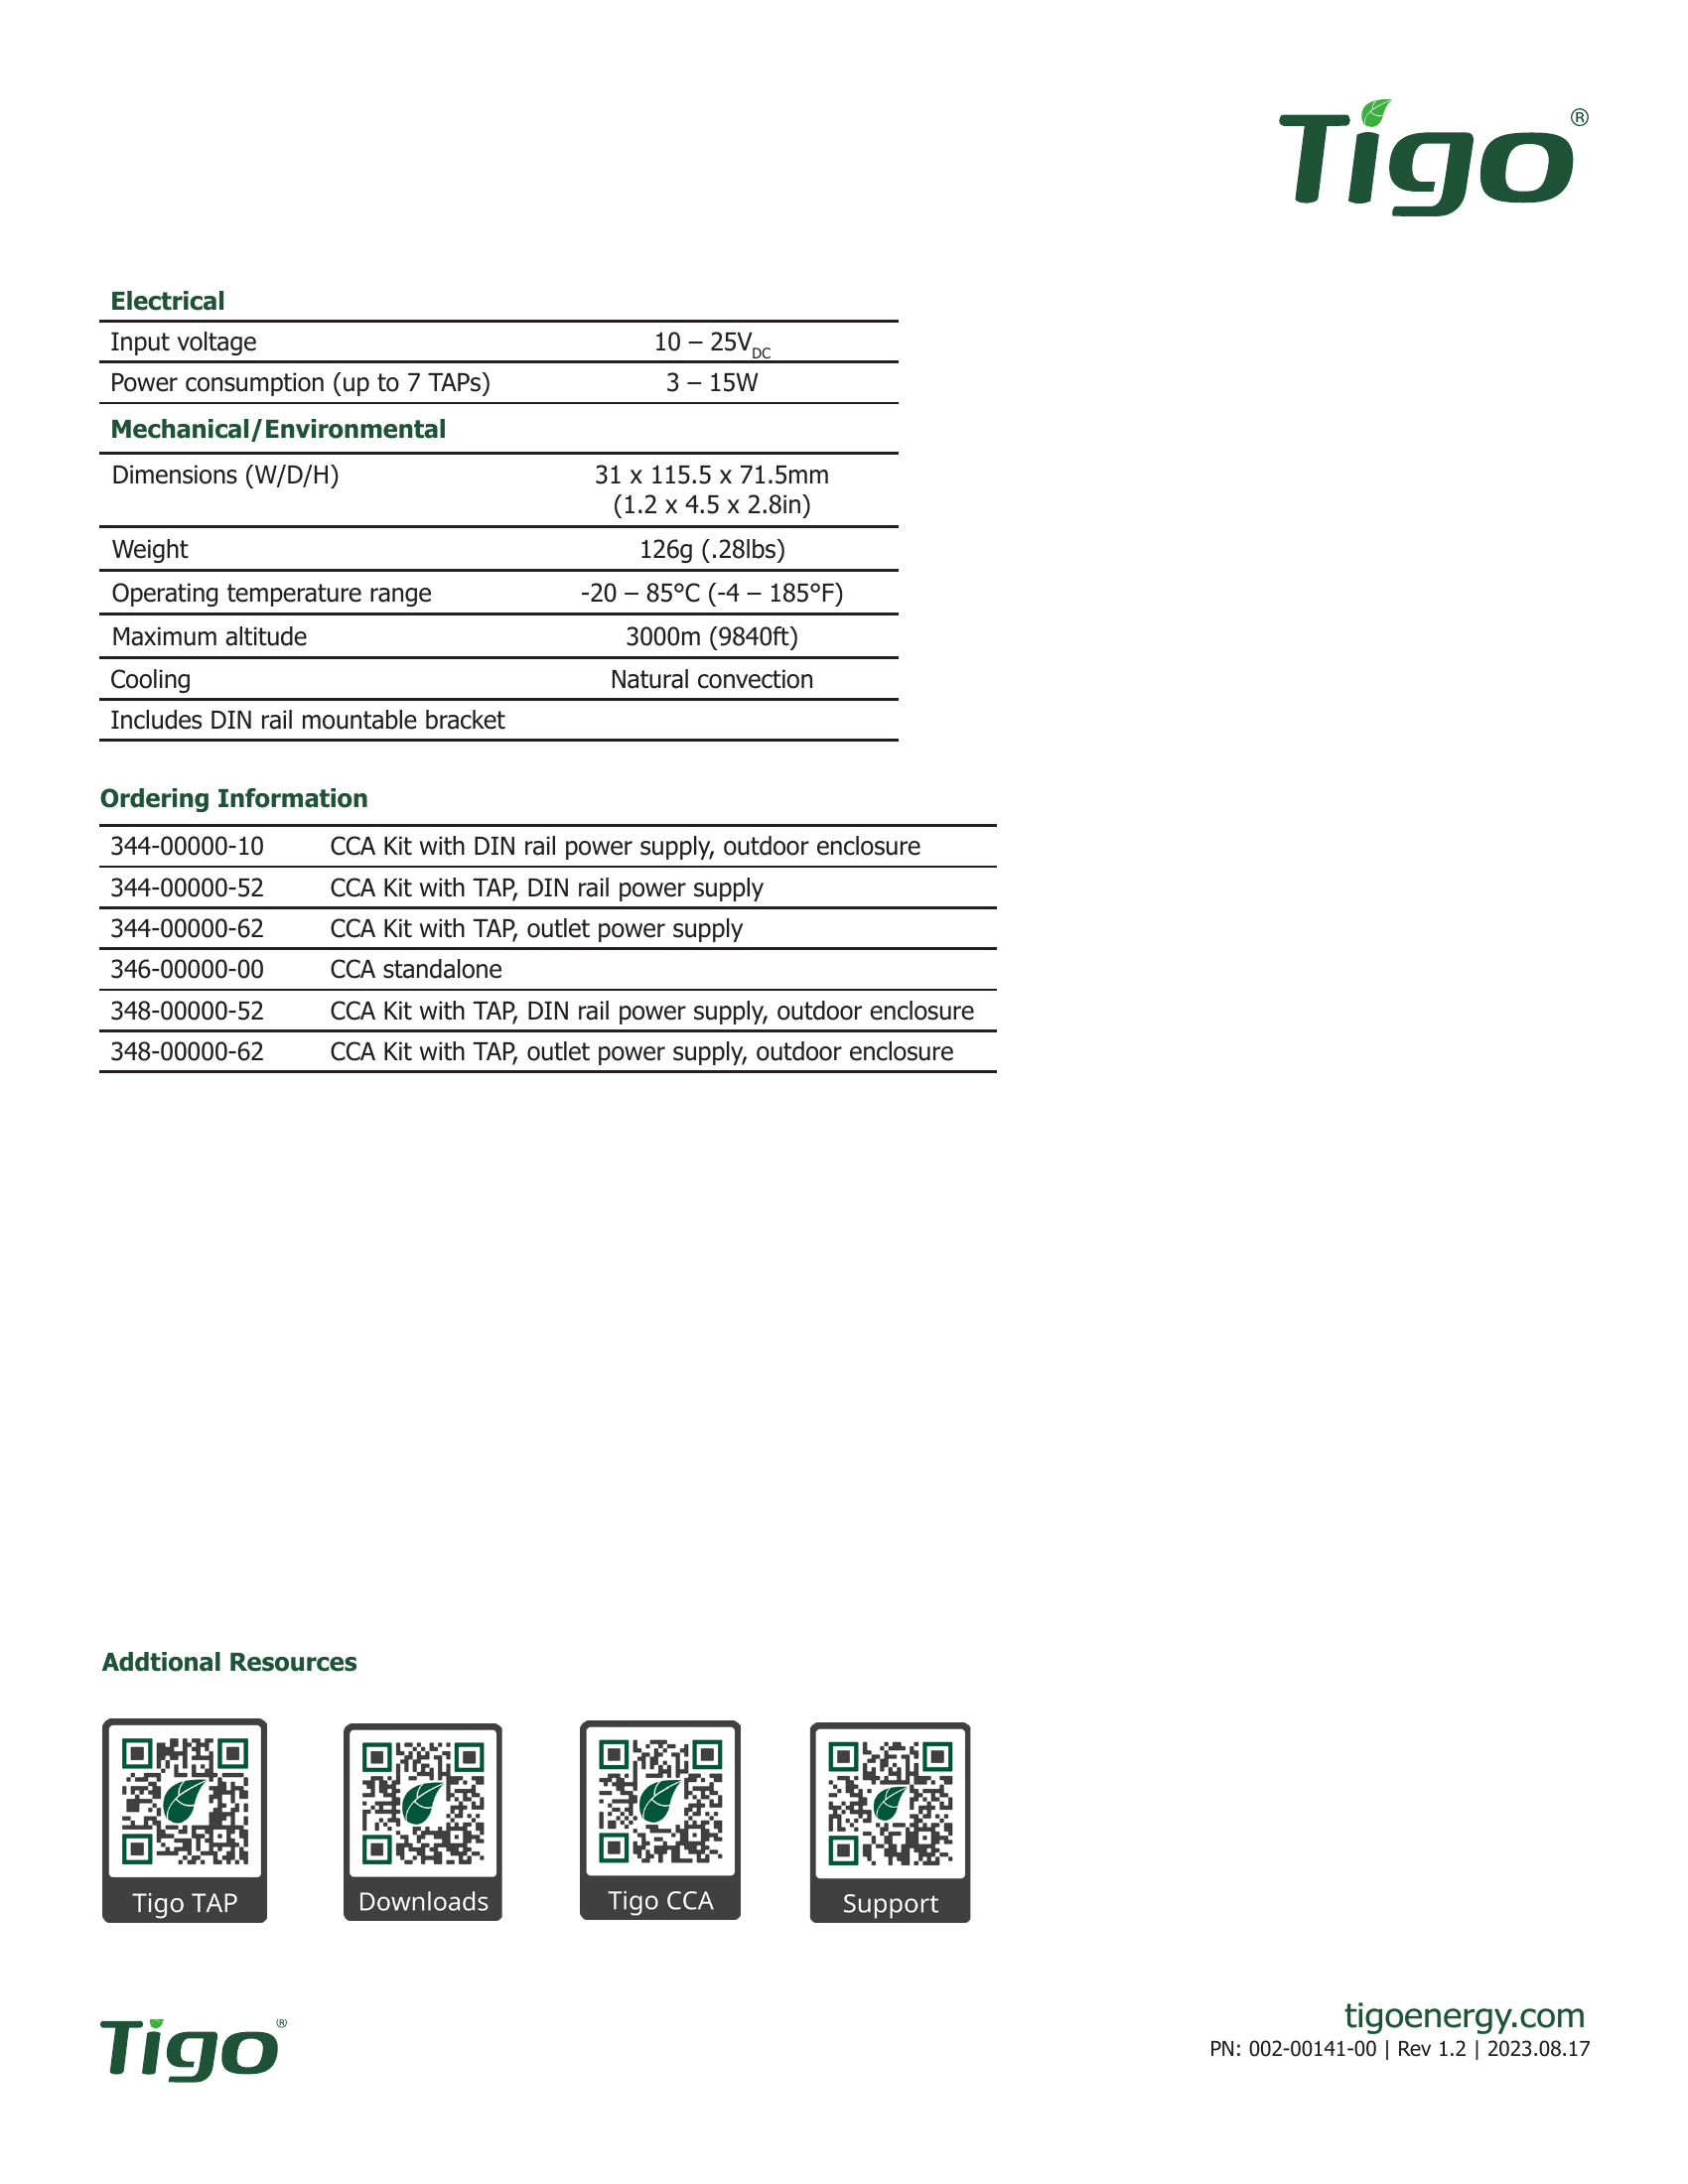 Tigo®
Electrical
Input voltage 10 – 25VDC
Power consumption (up to 7 TAPs) 3 – 15W
Mechanical/Environmental
Dimensions (W/D/H) 31 x 115.5 x 71.5mm
(1.2 x 4.5 x 2.8in)
Weight 126g (.28lbs)
Operating temperature range -20 – 85°C (-4 – 185°F)
Maximum altitude 3000m (9840ft)
Cooling Natural convection
Includes DIN rail mountable bracket
Ordering Information
344-00000-10 CCA Kit with DIN rail power supply, outdoor enclosure
344-00000-52 CCA Kit with TAP, DIN rail power supply
344-00000-62 CCA Kit with TAP, outlet power supply
346-00000-00 CCA standalone
348-00000-52 CCA Kit with TAP, DIN rail power supply, outdoor enclosure
348-00000-62 CCA Kit with TAP, outlet power supply, outdoor enclosure
Addtional Resources
Tigo TAP Downloads Tigo CCA Support
Tigo®
tigoenergy.com
PN: 002-00141-00 | Rev 1.2 | 2023.08.17